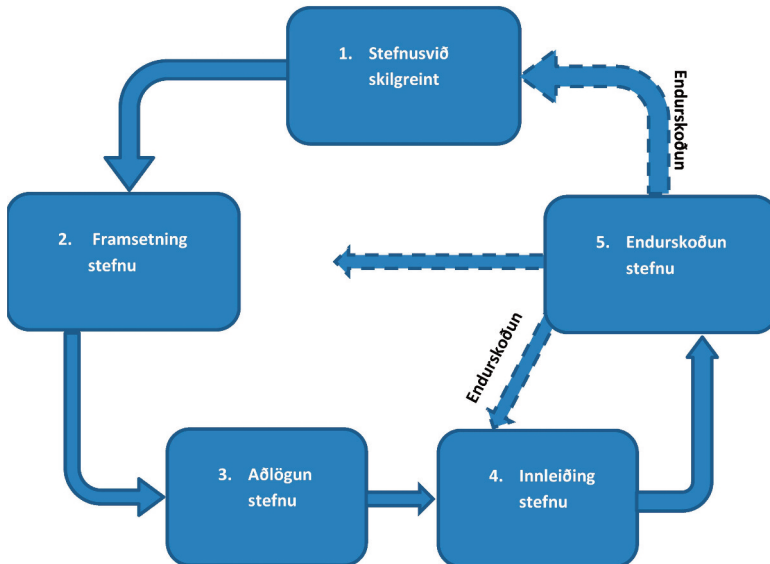 1. Stefnusvið
skilgreint
Endurskoðun
2. Framsetning
stefnu
5. Endurskoðun
stefnu
Endurskoðun
3. Aðlögun
stefnu
4. Innleiðing
stefnu